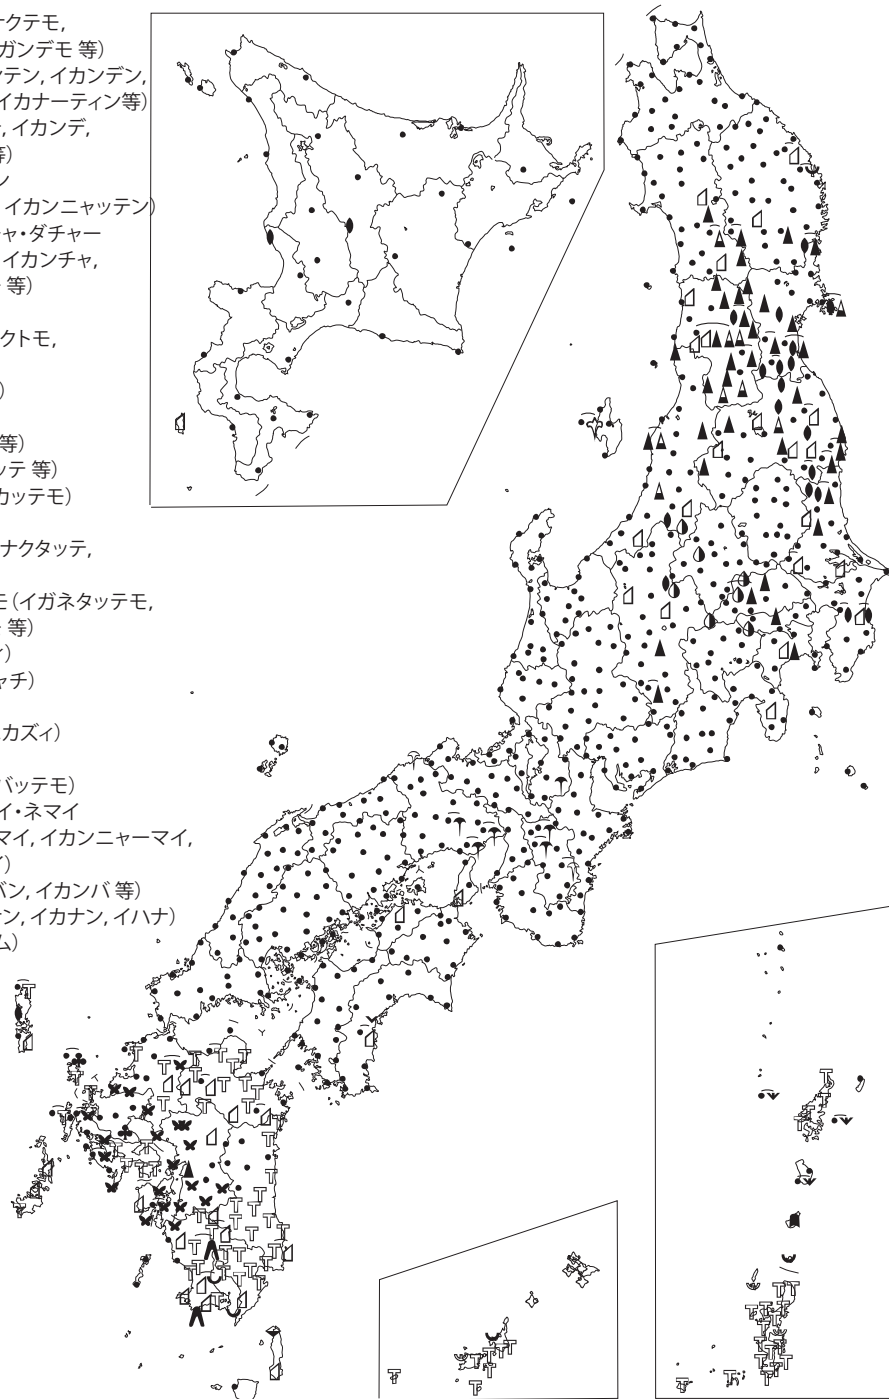 ナクテモ,
ガンデモ 等)
ンテン, イカンデン,
イカナーティン等)
, イカンデ,
等)
ン
イカンニャッテン)
チャ・ダチャー
イカンチャ,
等)
クトモ,
)
等)
ッテ 等)
カッテモ)
ナクタッテ,
モ(イガネタッテモ,
等)
)
ャチ)
カズィ)
バッテモ)
イ・ネマイ
マイ, イカンニャーマイ,
)
バン, イカンバ 等)
ナン, イカナン, イハナ)
ム)